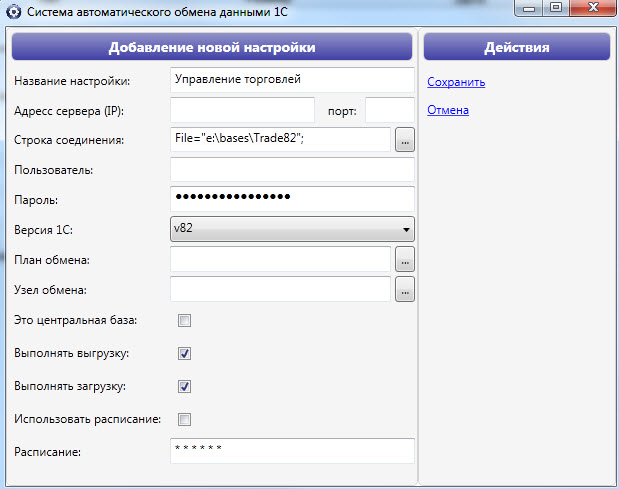 Система автоматического обмена данными 1С
Добавление новой настройки
Действия
Название настройки: Управление торговлей
Сохранить
Адресс сервера (IP): порт:
Отмена
Строка соединения: File="e:\bases\Trade82"; ...
Пользователь:
Пароль: ●●●●●●●●●●●●●●●●
Версия 1С: v82
План обмена: ...
Узел обмена: ...
Это центральная база:
Выполнять выгрузку:
Выполнять загрузку:
Использовать расписание:
Расписание: * * * * * *